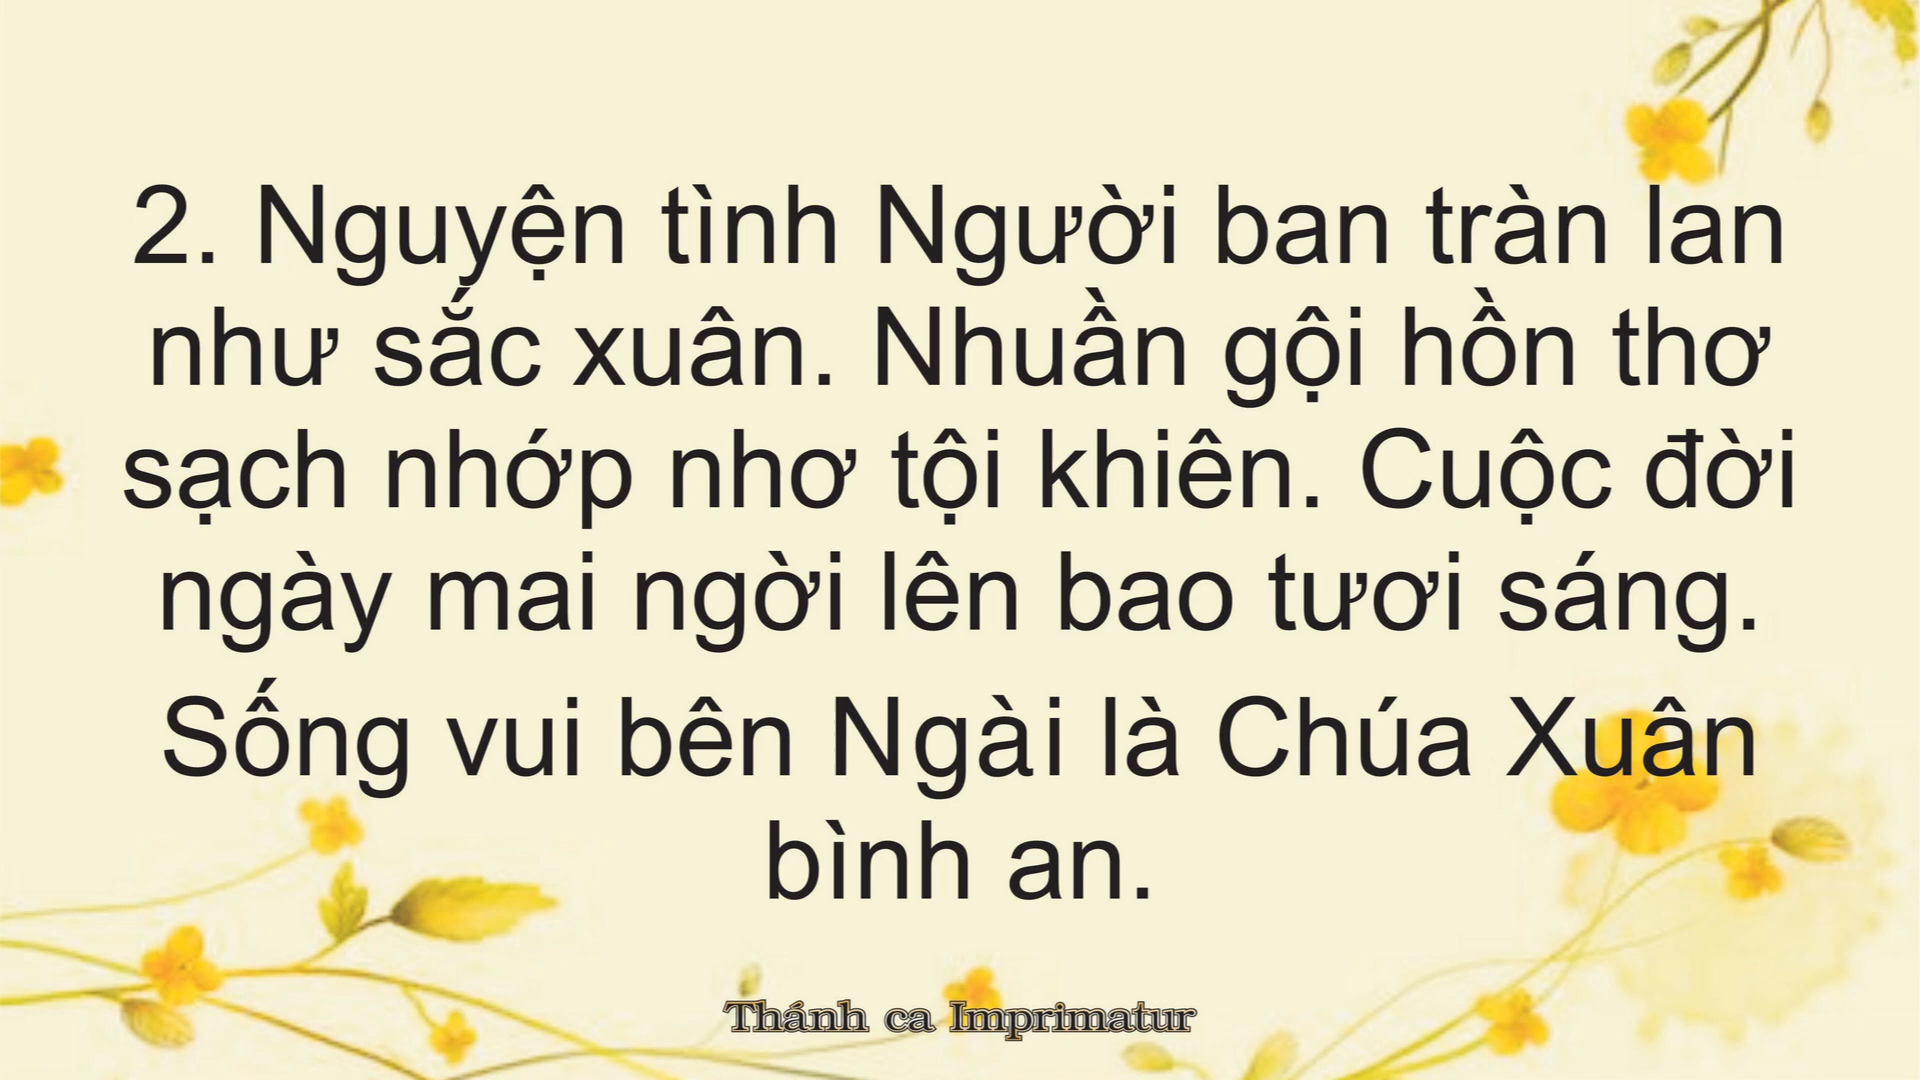 2. Nguyện tình Người ban tràn lan
như sắc xuân. Nhuần gội hồn thơ
sạch nhớp nhơ tội khiên. Cuộc đời
ngày mai ngời lên bao tươi sáng.
Sống vui bên Ngài là Chúa Xuân
bình an.
Thánh ca Imprimatur